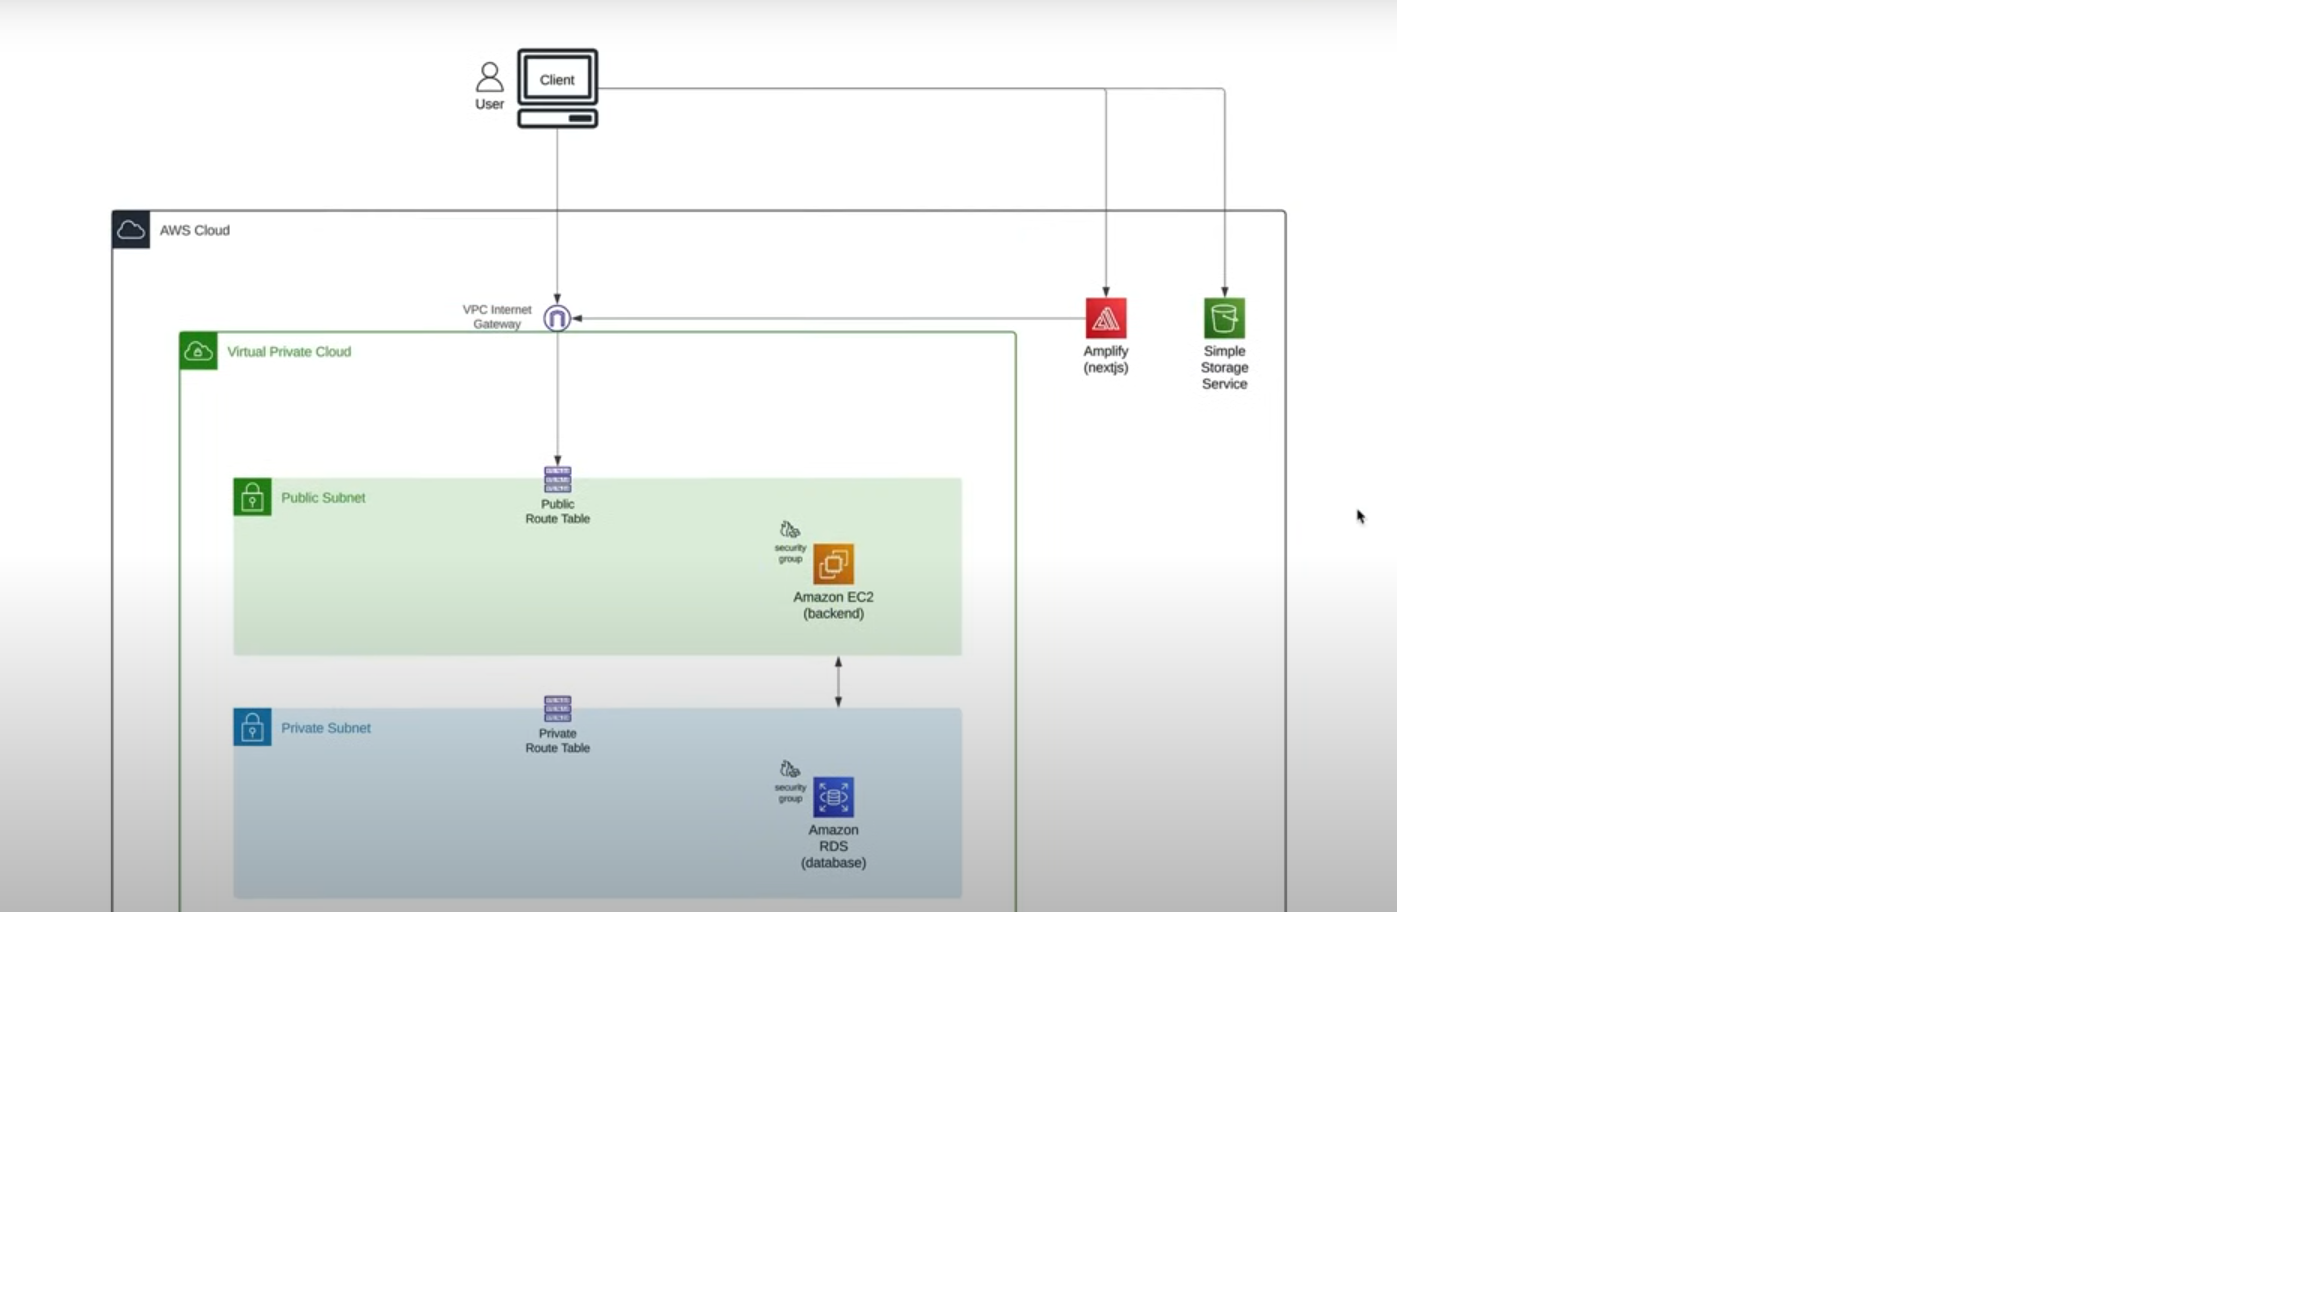 Client
User
AWS Cloud
VPC Internet
Gateway
Virtual Private Cloud
Amplify
(nextjs)
Simple
Storage
Service
Public Subnet
Public
Route Table
security
group
Amazon EC2
(backend)
Private Subnet
Private
Route Table
security
group
Amazon
RDS
(database)